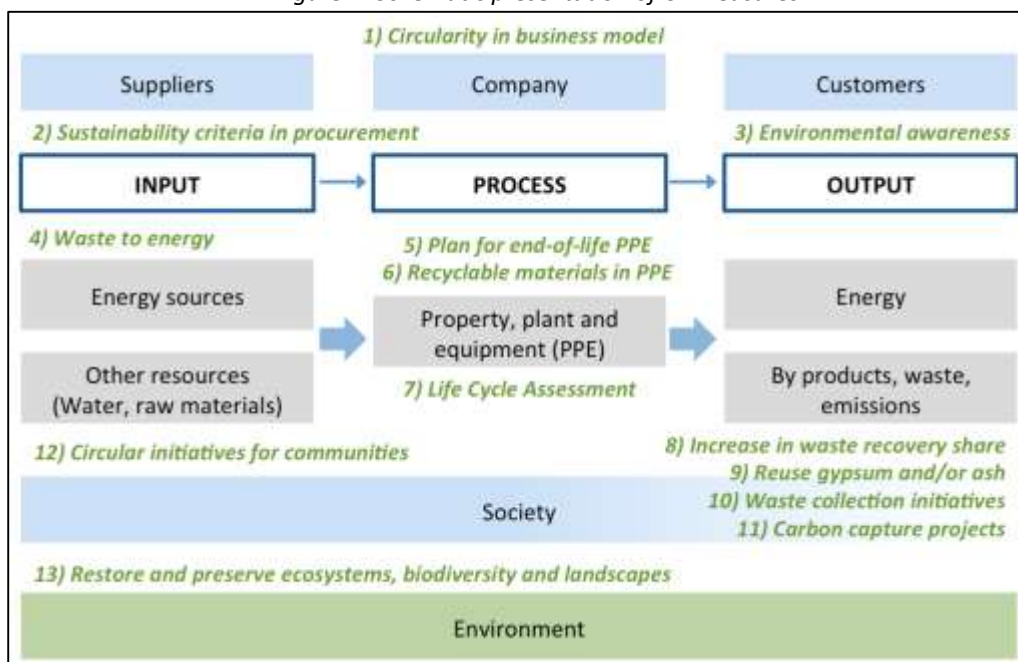 1) Circularity in business model
Suppliers
Company
Customers
2) Sustainability criteria in procurement
3) Environmental awareness
INPUT
PROCESS
OUTPUT
4) Waste to energy
5) Plan for end-of-life PPE
6) Recyclable materials in PPE
Energy sources
Property, plant and
equipment (PPE)
Energy
Other resources
(Water, raw materials)
7) Life Cycle Assessment
By products, waste,
emissions
12) Circular initiatives for communities
8) Increase in waste recovery share
9) Reuse gypsum and/or ash
10) Waste collection initiatives
11) Carbon capture projects
Society
13) Restore and preserve ecosystems, biodiversity and landscapes
Environment